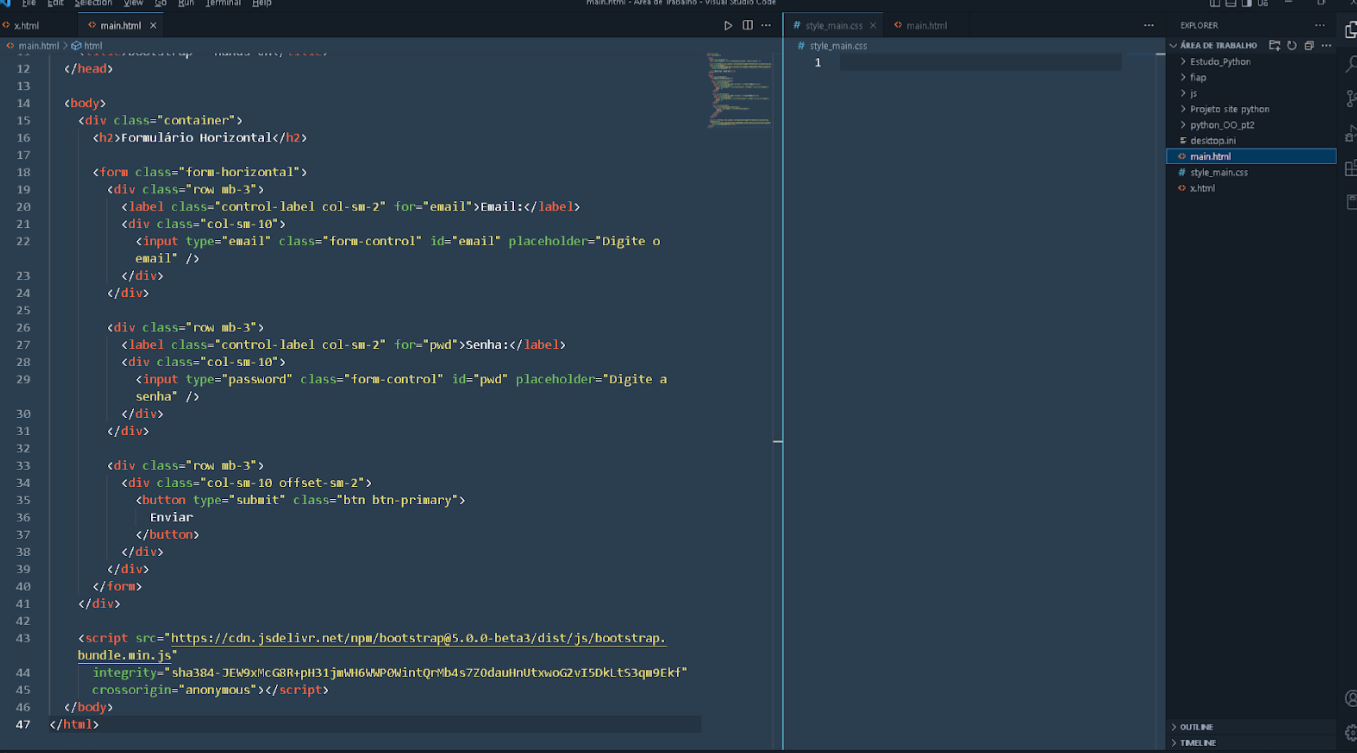 File Edit Selection View Go Run Terminal Help
main.html - Área de Trabalho - Visual Studio Code
x.html
main.html
style_main.css
main.html
EXPLORER
main.html > html
style_main.css
12 </head>
13
14 <body>
15 <div class="container">
16 <h2>Formulário Horizontal</h2>
17
18 <form class="form-horizontal">
19 <div class="row mb-3">
20 <label class="control-label col-sm-2" for="email">Email:</label>
21 <div class="col-sm-10">
22 <input type="email" class="form-control" id="email" placeholder="Digite o
email" />
23 </div>
24 </div>
25
26 <div class="row mb-3">
27 <label class="control-label col-sm-2" for="pwd">Senha:</label>
28 <div class="col-sm-10">
29 <input type="password" class="form-control" id="pwd" placeholder="Digite a
senha" />
30 </div>
31 </div>
32
33 <div class="row mb-3">
34 <div class="col-sm-10 offset-sm-2">
35 <button type="submit" class="btn btn-primary">
36 Enviar
37 </button>
38 </div>
39 </div>
40 </form>
41 </div>
42
43 <script src="https://cdn.jsdelivr.net/npm/bootstrap@5.0.0-beta3/dist/js/bootstrap.
bundle.min.js"
44 integrity="sha384-JEW9xMcG8R+pH31jmWH6WWP0WintQrMb4s7ZOdauHnUtxwoG2vI5DkLtS3qm9Ekf"
45 crossorigin="anonymous"></script>
46 </body>
47 </html>
1
ÁREA DE TRABALHO
Estudo_Python
fiap
js
Projeto site python
python_OO_pt2
desktop.ini
main.html
style_main.css
x.html
OUTLINE
TIMELINE